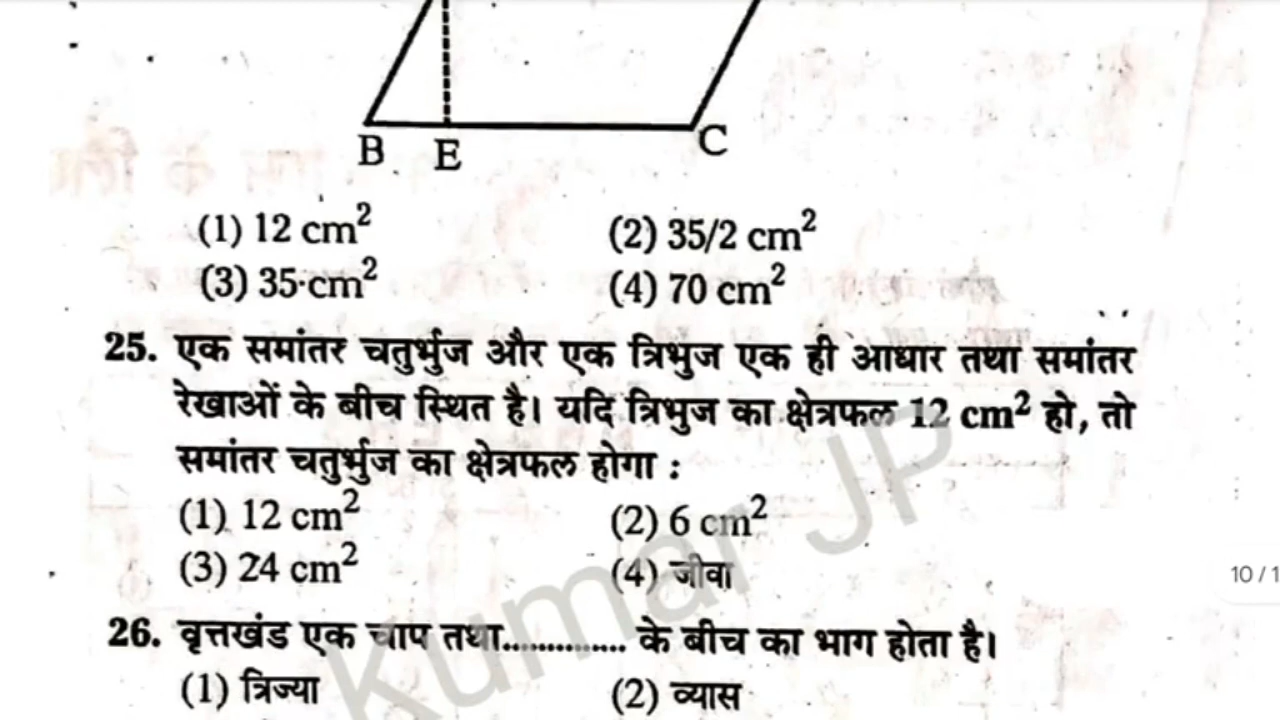 B E C
(1) 12 cm²
(2) 35/2 cm²
(3) 35 cm²
(4) 70 cm²
25. एक समांतर चतुर्भुज और एक त्रिभुज एक ही आधार तथा समांतर
रेखाओं के बीच स्थित है। यदि त्रिभुज का क्षेत्रफल 12 cm² हो, तो
समांतर चतुर्भुज का क्षेत्रफल होगा :
(1) 12 cm²
(2) 6 cm²
(3) 24 cm²
(4) जीवा
10 / 1
26. वृत्तखंड एक चाप तथा............. के बीच का भाग होता है।
(1) त्रिज्या
(2) व्यास
Kumar JP